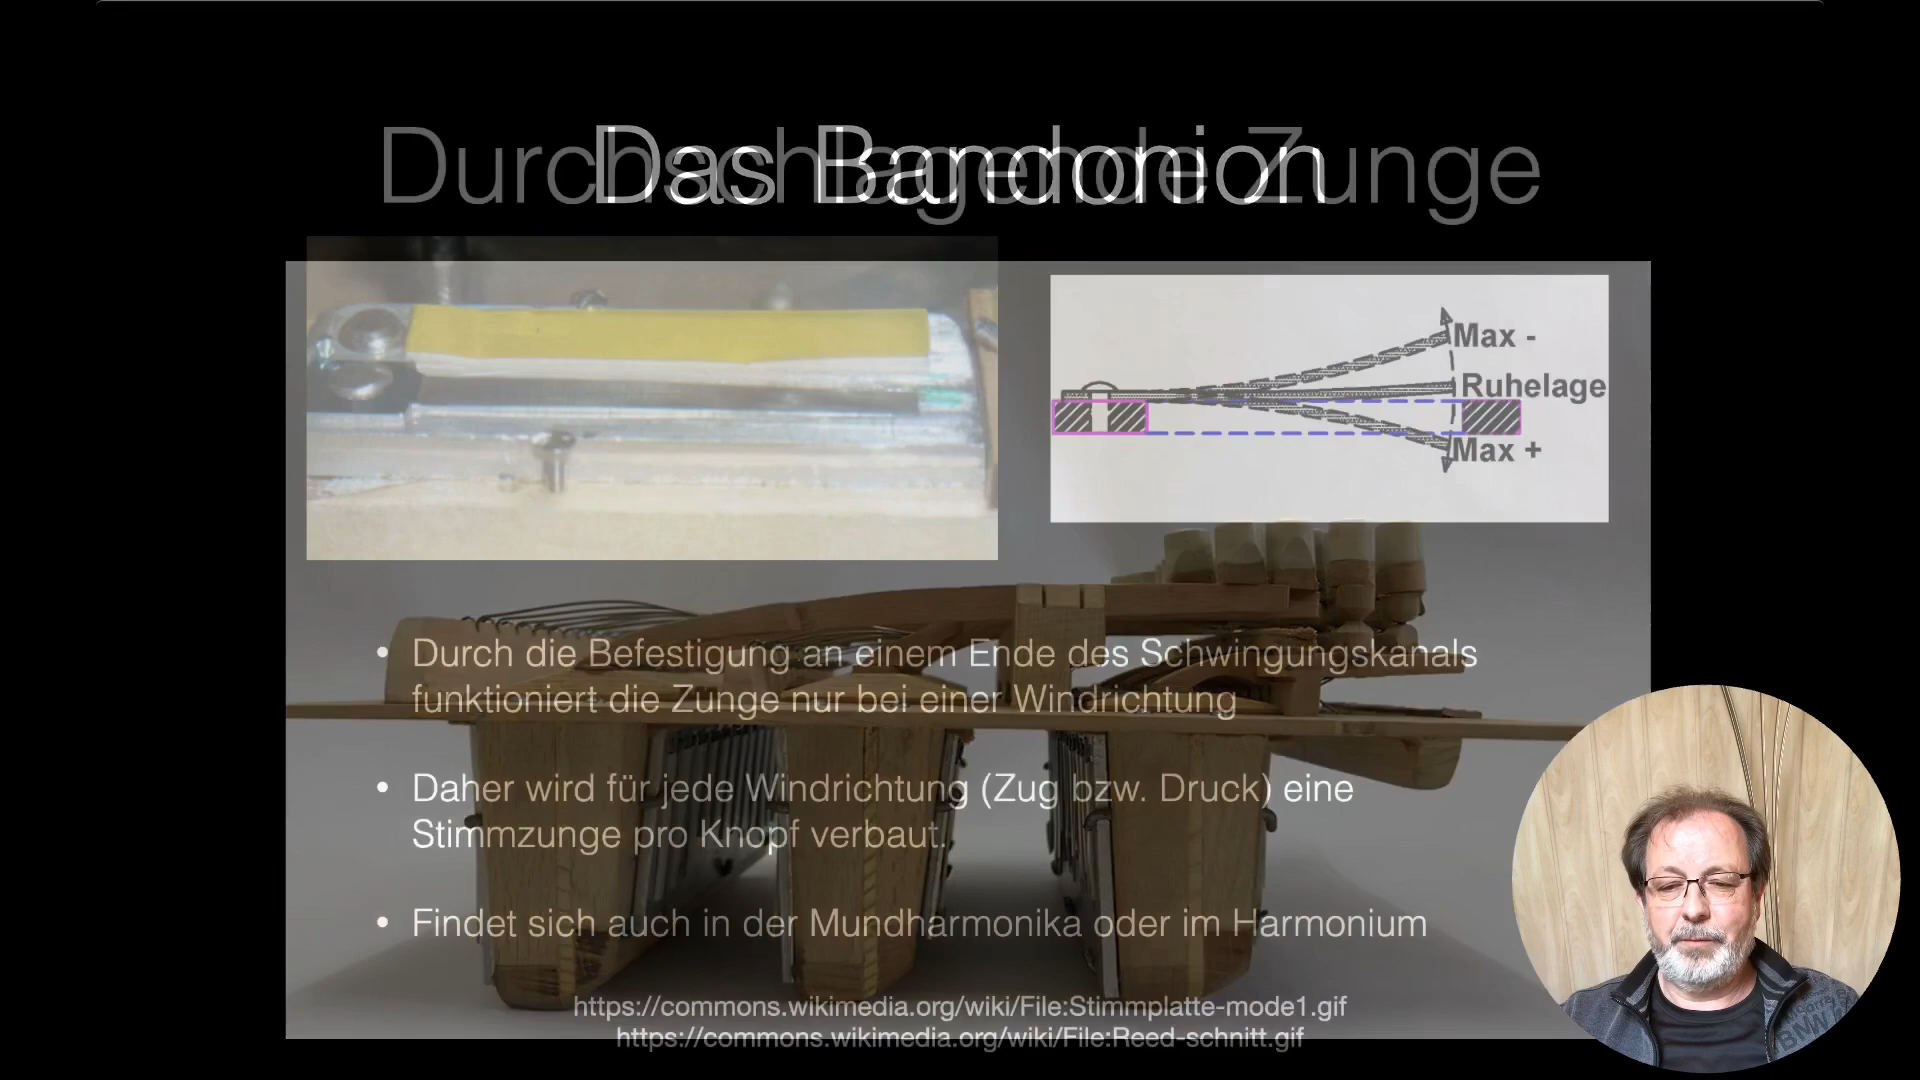 Durchschlagende Zunge
Das Bandonion
Max -
Ruhelage
Max +
• Durch die Befestigung an einem Ende des Schwingungskanals
funktioniert die Zunge nur bei einer Windrichtung
• Daher wird für jede Windrichtung (Zug bzw. Druck) eine
Stimmzunge pro Knopf verbaut.
• Findet sich auch in der Mundharmonika oder im Harmonium
https://commons.wikimedia.org/wiki/File:Stimmplatte-mode1.gif
https://commons.wikimedia.org/wiki/File:Reed-schnitt.gif